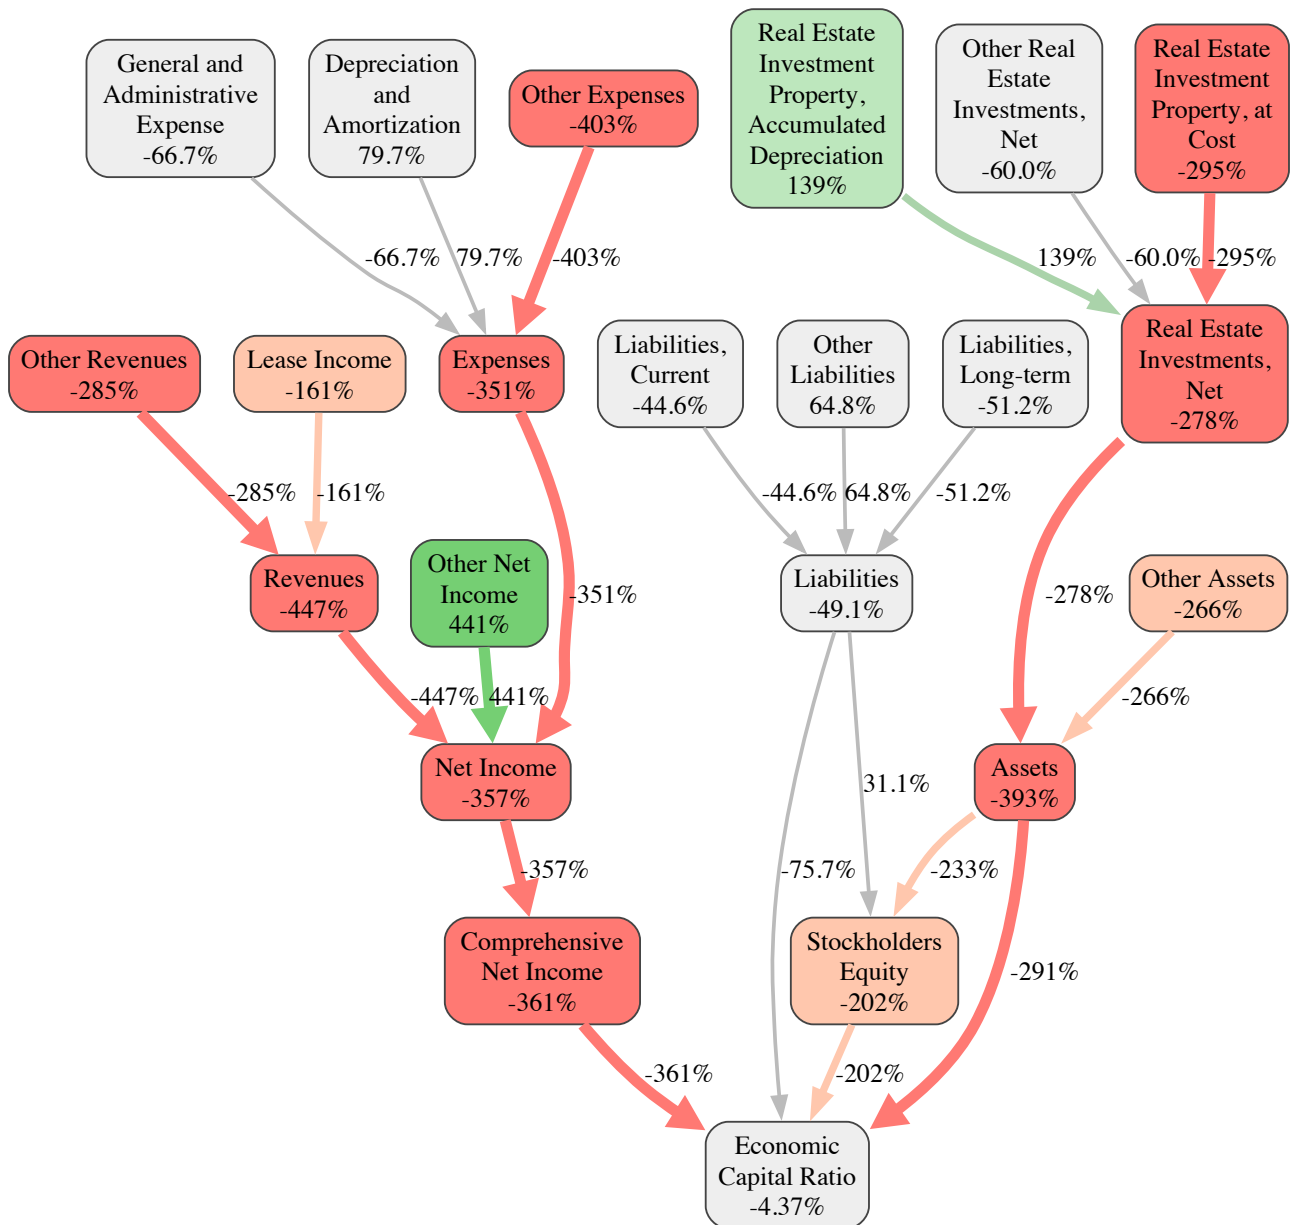 General and
Administrative
Expense
-66.7%
Depreciation
and
Amortization
79.7%
Other Expenses
-403%
Real Estate
Investment
Property,
Accumulated
Depreciation
139%
Other Real
Estate
Investments,
Net
-60.0%
Real Estate
Investment
Property, at
Cost
-295%
-66.7%
79.7%
-403%
139%
-60.0%
-295%
Other Revenues
-285%
Lease Income
-161%
Expenses
-351%
Liabilities,
Current
-44.6%
Other
Liabilities
64.8%
Liabilities,
Long-term
-51.2%
Real Estate
Investments,
Net
-278%
-285%
-161%
-44.6%
64.8%
-51.2%
Revenues
-447%
Other Net
Income
441%
-351%
Liabilities
-49.1%
-278%
Other Assets
-266%
-447%
441%
-266%
Net Income
-357%
31.1%
Assets
-393%
-357%
-75.7%
-233%
Comprehensive
Net Income
-361%
Stockholders
Equity
-202%
-291%
-361%
-202%
Economic
Capital Ratio
-4.37%